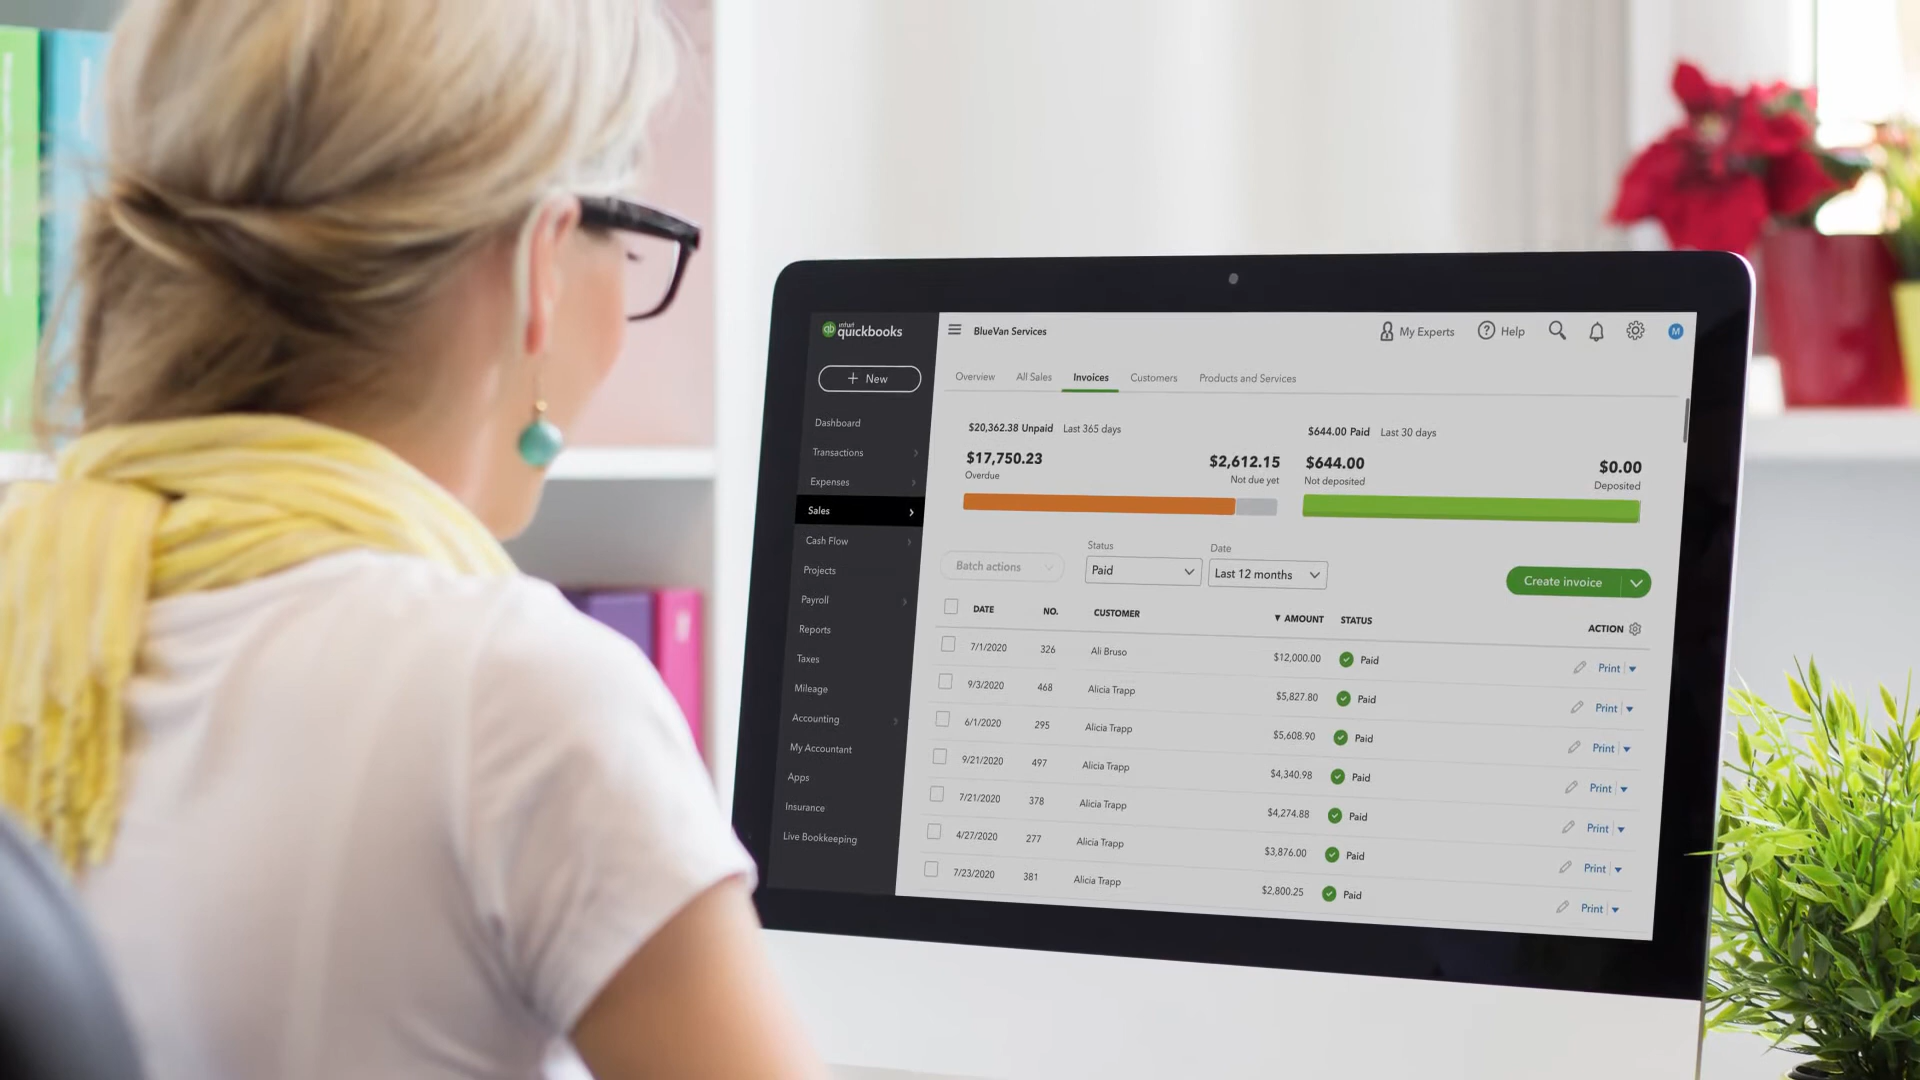 intuit
quickbooks
BlueVan Services
My Experts
Help
M
+ New
Overview All Sales Invoices Customers Products and Services
Dashboard
Transactions
Expenses
Sales
Cash Flow
Projects
Payroll
Reports
Taxes
Mileage
Accounting
My Accountant
Apps
Insurance
Live Bookkeeping
$20,362.38 Unpaid Last 365 days
$17,750.23 $2,612.15
Overdue Not due yet
$644.00 Paid Last 30 days
$644.00 $0.00
Not deposited Deposited
Status Date
Batch actions Paid Last 12 months Create invoice
DATE NO. CUSTOMER ▼ AMOUNT STATUS ACTION
7/1/2020 326 Ali Bruso $12,000.00 Paid Print
9/3/2020 468 Alicia Trapp $5,827.80 Paid Print
6/1/2020 295 Alicia Trapp $5,608.90 Paid Print
9/21/2020 497 Alicia Trapp $4,340.98 Paid Print
7/21/2020 378 Alicia Trapp $4,274.88 Paid Print
4/27/2020 277 Alicia Trapp $3,876.00 Paid Print
7/23/2020 381 Alicia Trapp $2,800.25 Paid Print